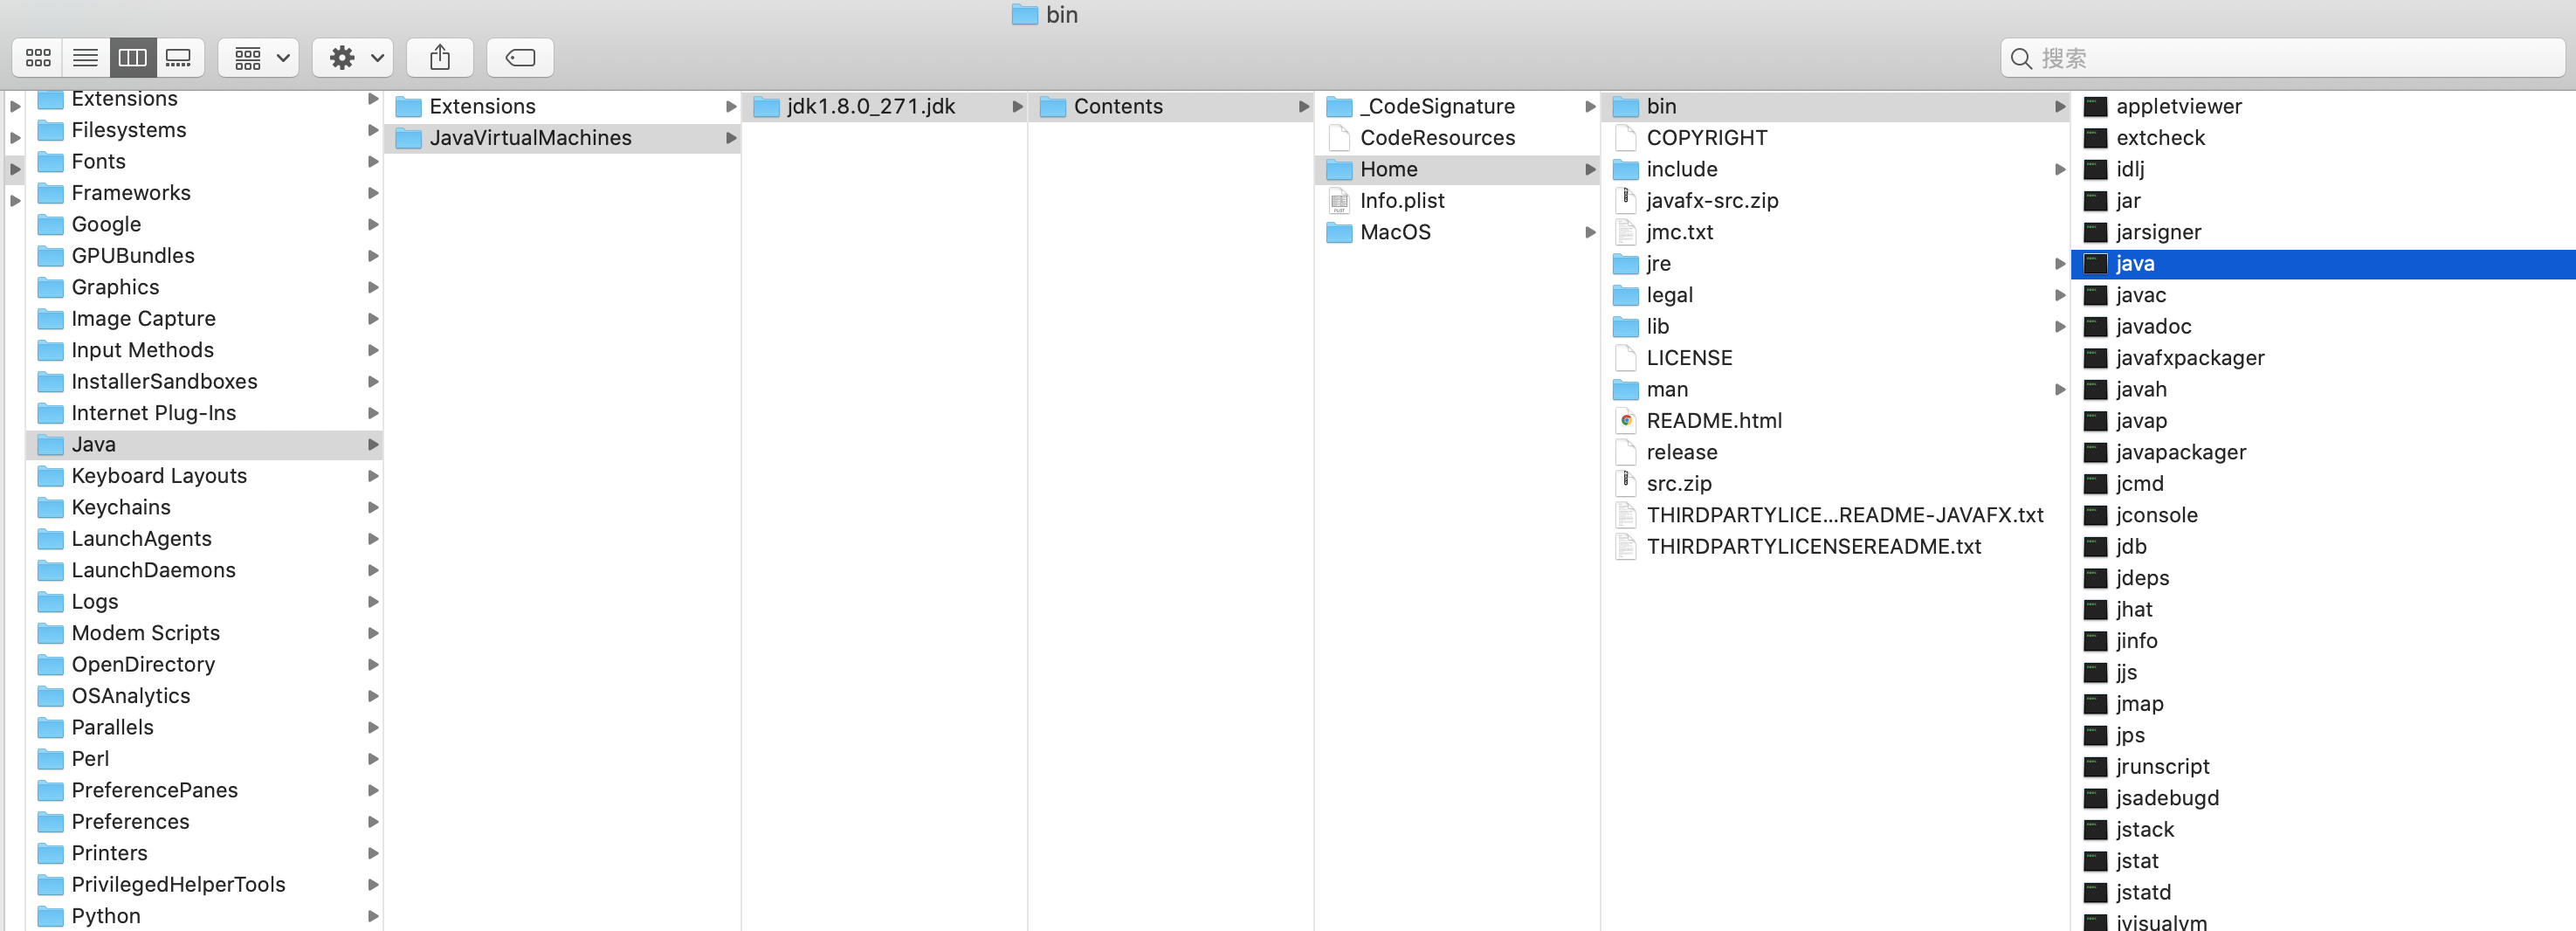 bin
搜索
Extensions
Filesystems
Fonts
Frameworks
Google
GPUBundles
Graphics
Image Capture
Input Methods
InstallerSandboxes
Internet Plug-Ins
Java
Keyboard Layouts
Keychains
LaunchAgents
LaunchDaemons
Logs
Modem Scripts
OpenDirectory
OSAnalytics
Parallels
Perl
PreferencePanes
Preferences
Printers
PrivilegedHelperTools
Python
Extensions
JavaVirtualMachines
jdk1.8.0_271.jdk
Contents
_CodeSignature
CodeResources
Home
Info.plist
MacOS
bin
COPYRIGHT
include
javafx-src.zip
jmc.txt
jre
legal
lib
LICENSE
man
README.html
release
src.zip
THIRDPARTYLICE...README-JAVAFX.txt
THIRDPARTYLICENSEREADME.txt
appletviewer
extcheck
idlj
jar
jarsigner
java
javac
javadoc
javafxpackager
javah
javap
javapackager
jcmd
jconsole
jdb
jdeps
jhat
jinfo
jjs
jmap
jps
jrunscript
jsadebugd
jstack
jstat
jstatd
jvisualvm